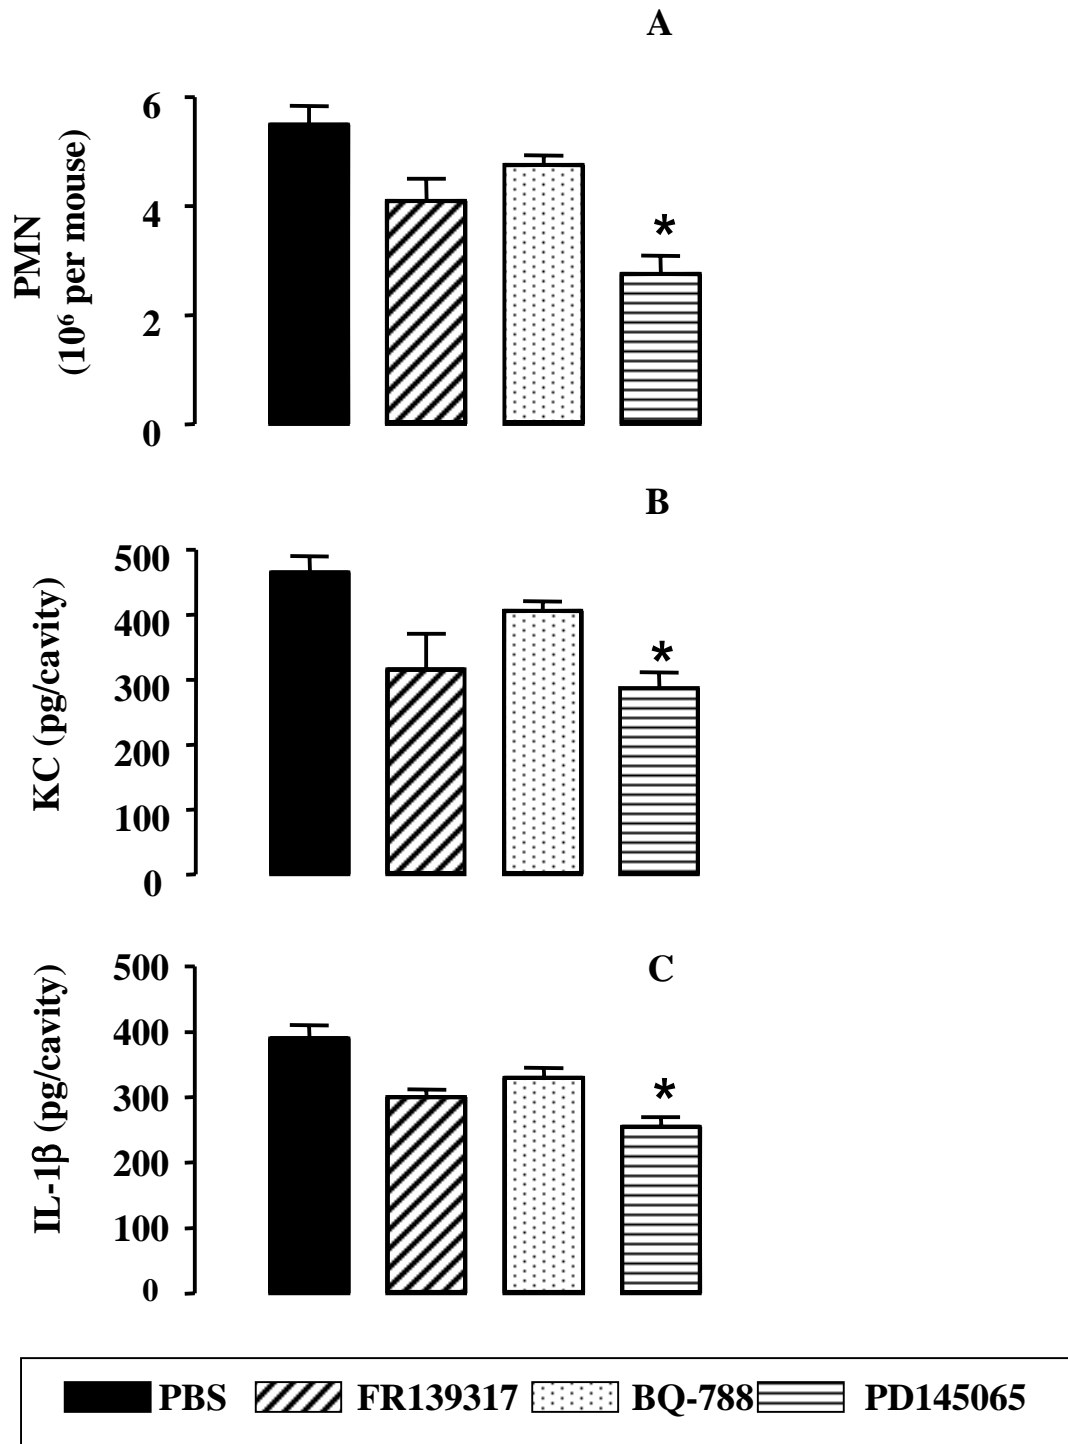 A
PMN
(10⁶ per mouse)
6
4
2
0
*
B
KC (pg/cavity)
500
400
300
200
100
0
*
C
IL-1β (pg/cavity)
500
400
300
200
100
0
*
PBS FR139317 BQ-788 PD145065